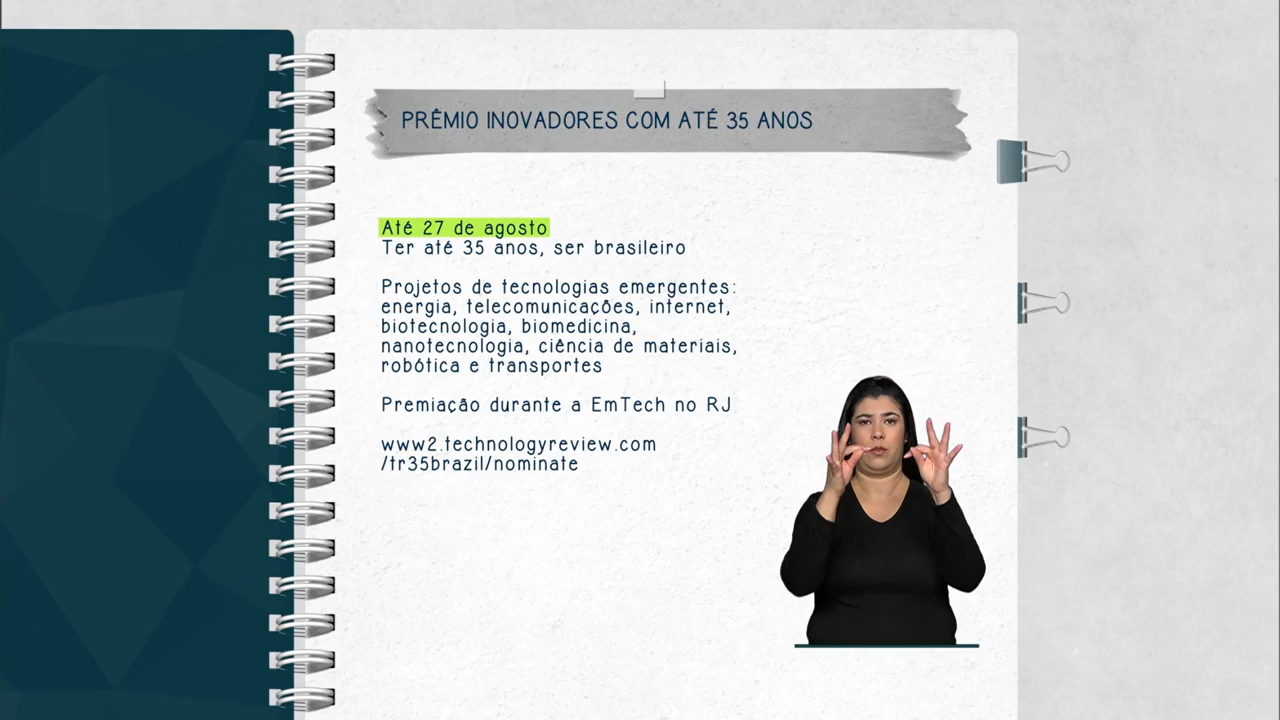 PRÊMIO INOVADORES COM ATÉ 35 ANOS
Até 27 de agosto
Ter até 35 anos, ser brasileiro
Projetos de tecnologias emergentes:
energia, telecomunicações, internet,
biotecnologia, biomedicina,
nanotecnologia, ciência de materiais,
robótica e transportes
Premiação durante a EmTech no RJ
www2.technologyreview.com
/tr35brazil/nominate